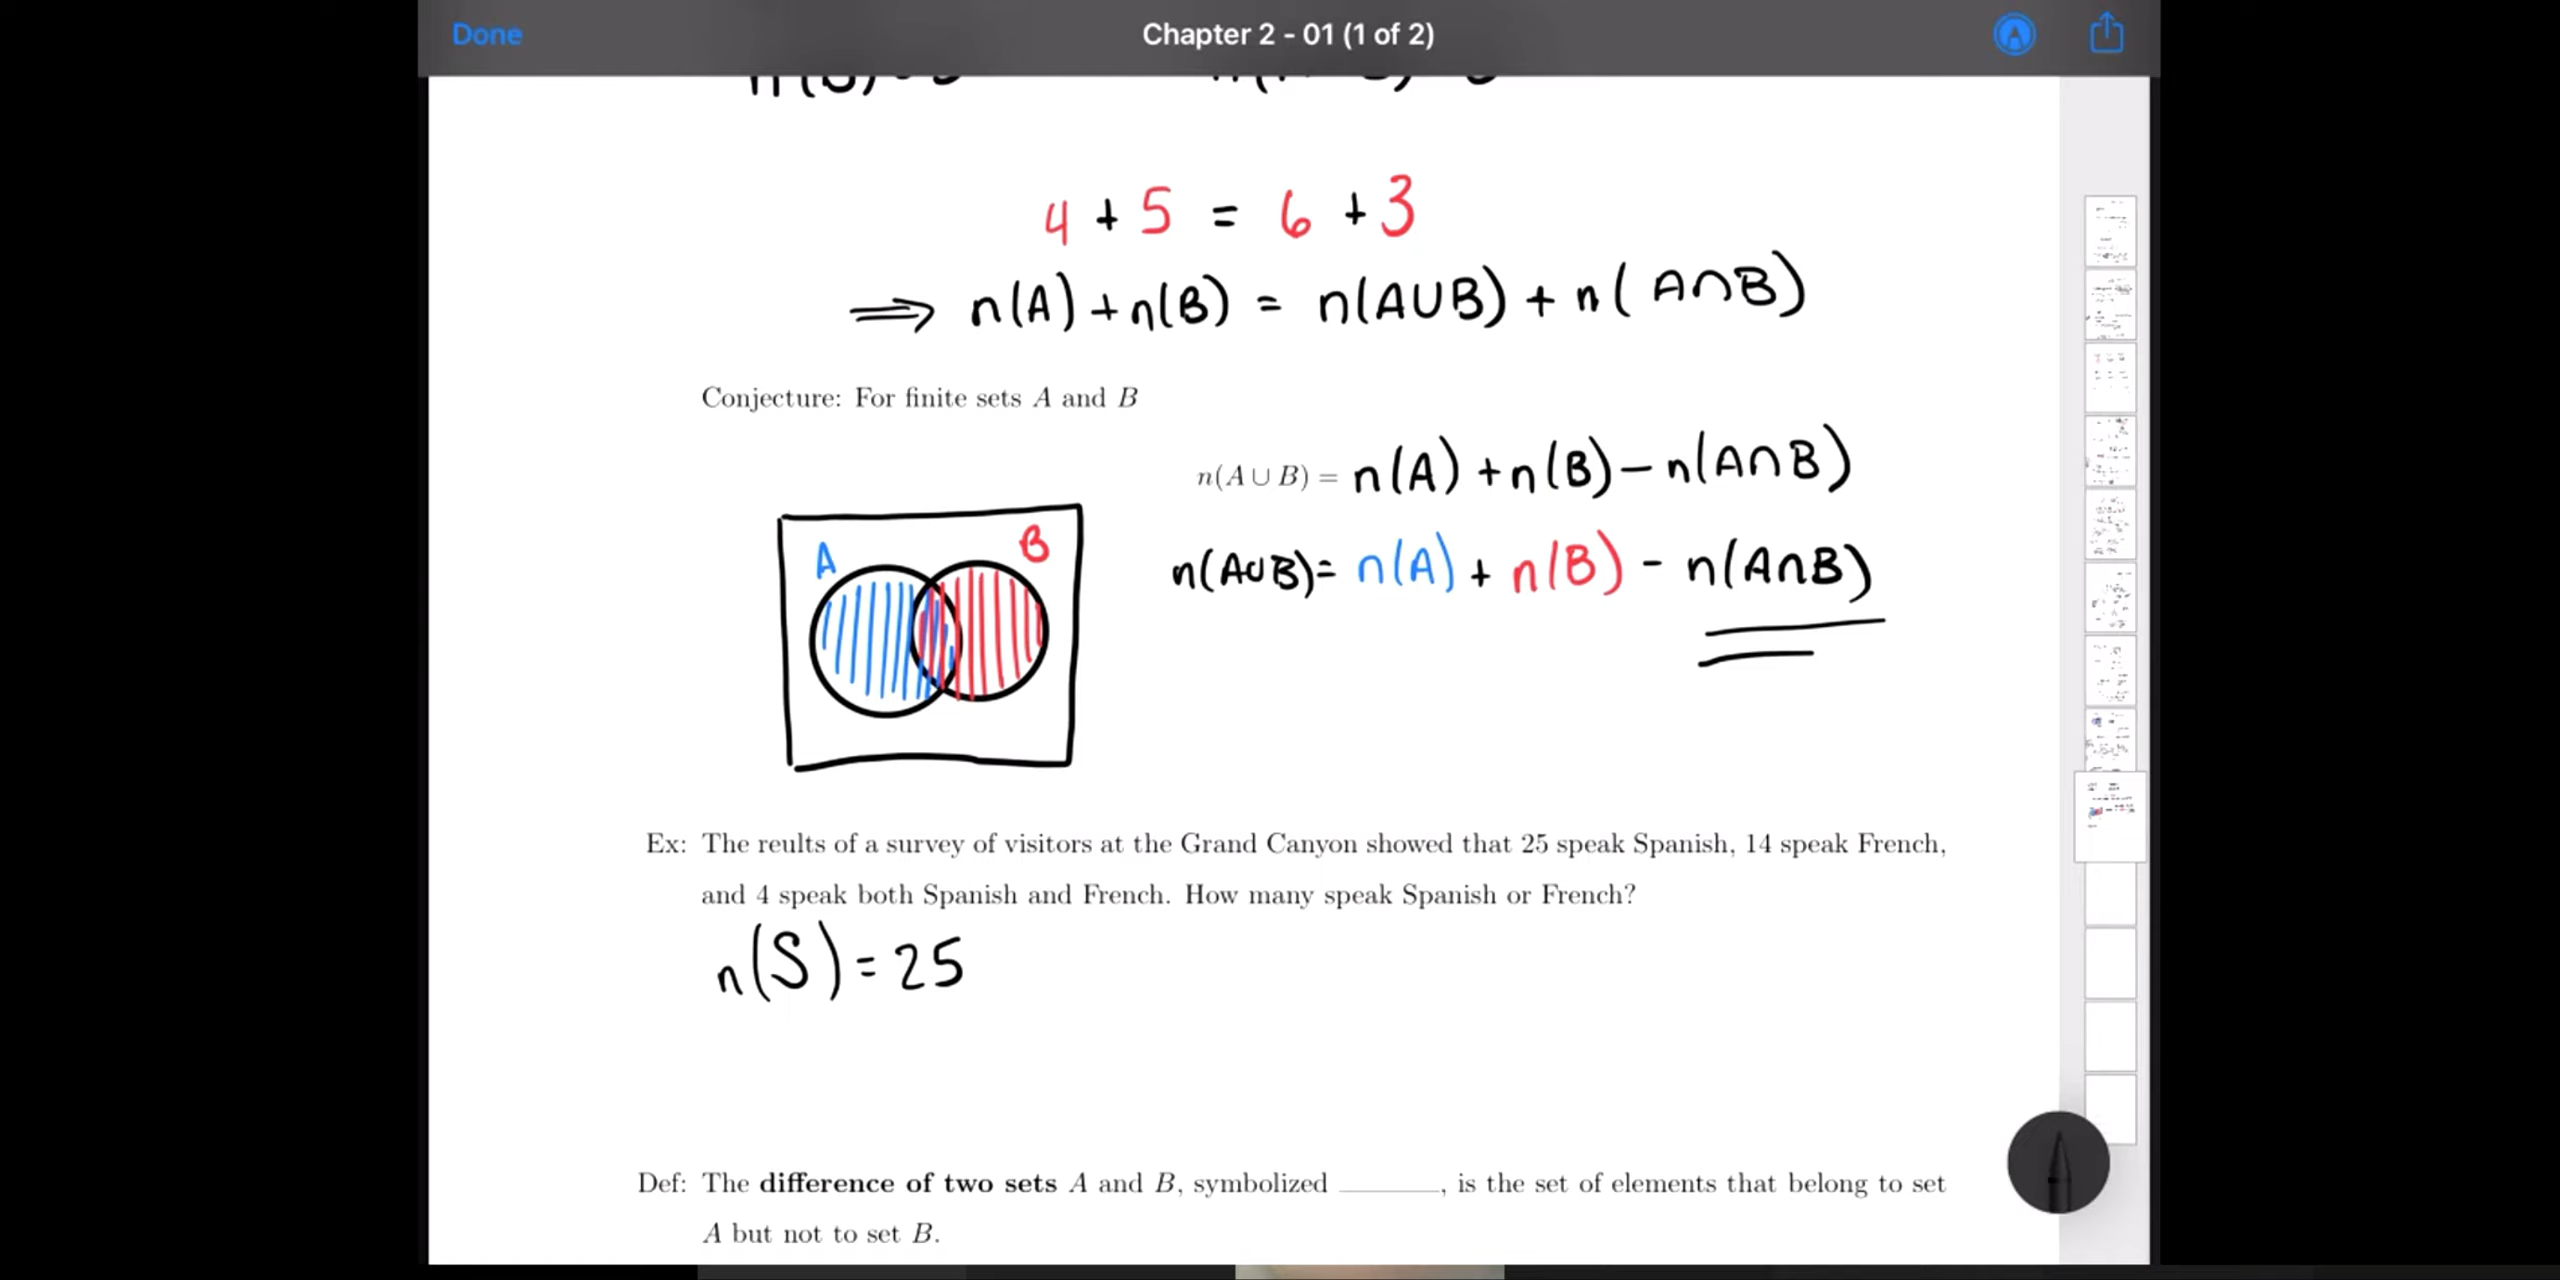 Done
Chapter 2 - 01 (1 of 2)
4 + 5 = 6 + 3
⟹ n(A) + n(B) = n(A∪B) + n(A∩B)
Conjecture: For finite sets A and B
n(A ∪ B) = n(A) + n(B) - n(A∩B)
A
B
n(A∪B) = n(A) + n(B) - n(A∩B)
Ex: The reults of a survey of visitors at the Grand Canyon showed that 25 speak Spanish, 14 speak French,
and 4 speak both Spanish and French. How many speak Spanish or French?
n(S) = 25
Def: The difference of two sets A and B, symbolized ________, is the set of elements that belong to set
A but not to set B.